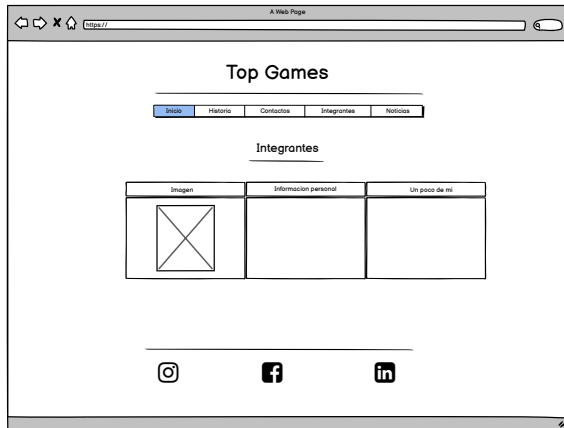 A Web Page
https://
Top Games
Inicio Historia Contactos Integrantes Noticias
Integrantes
Imagen Informacion personal Un poco de mi